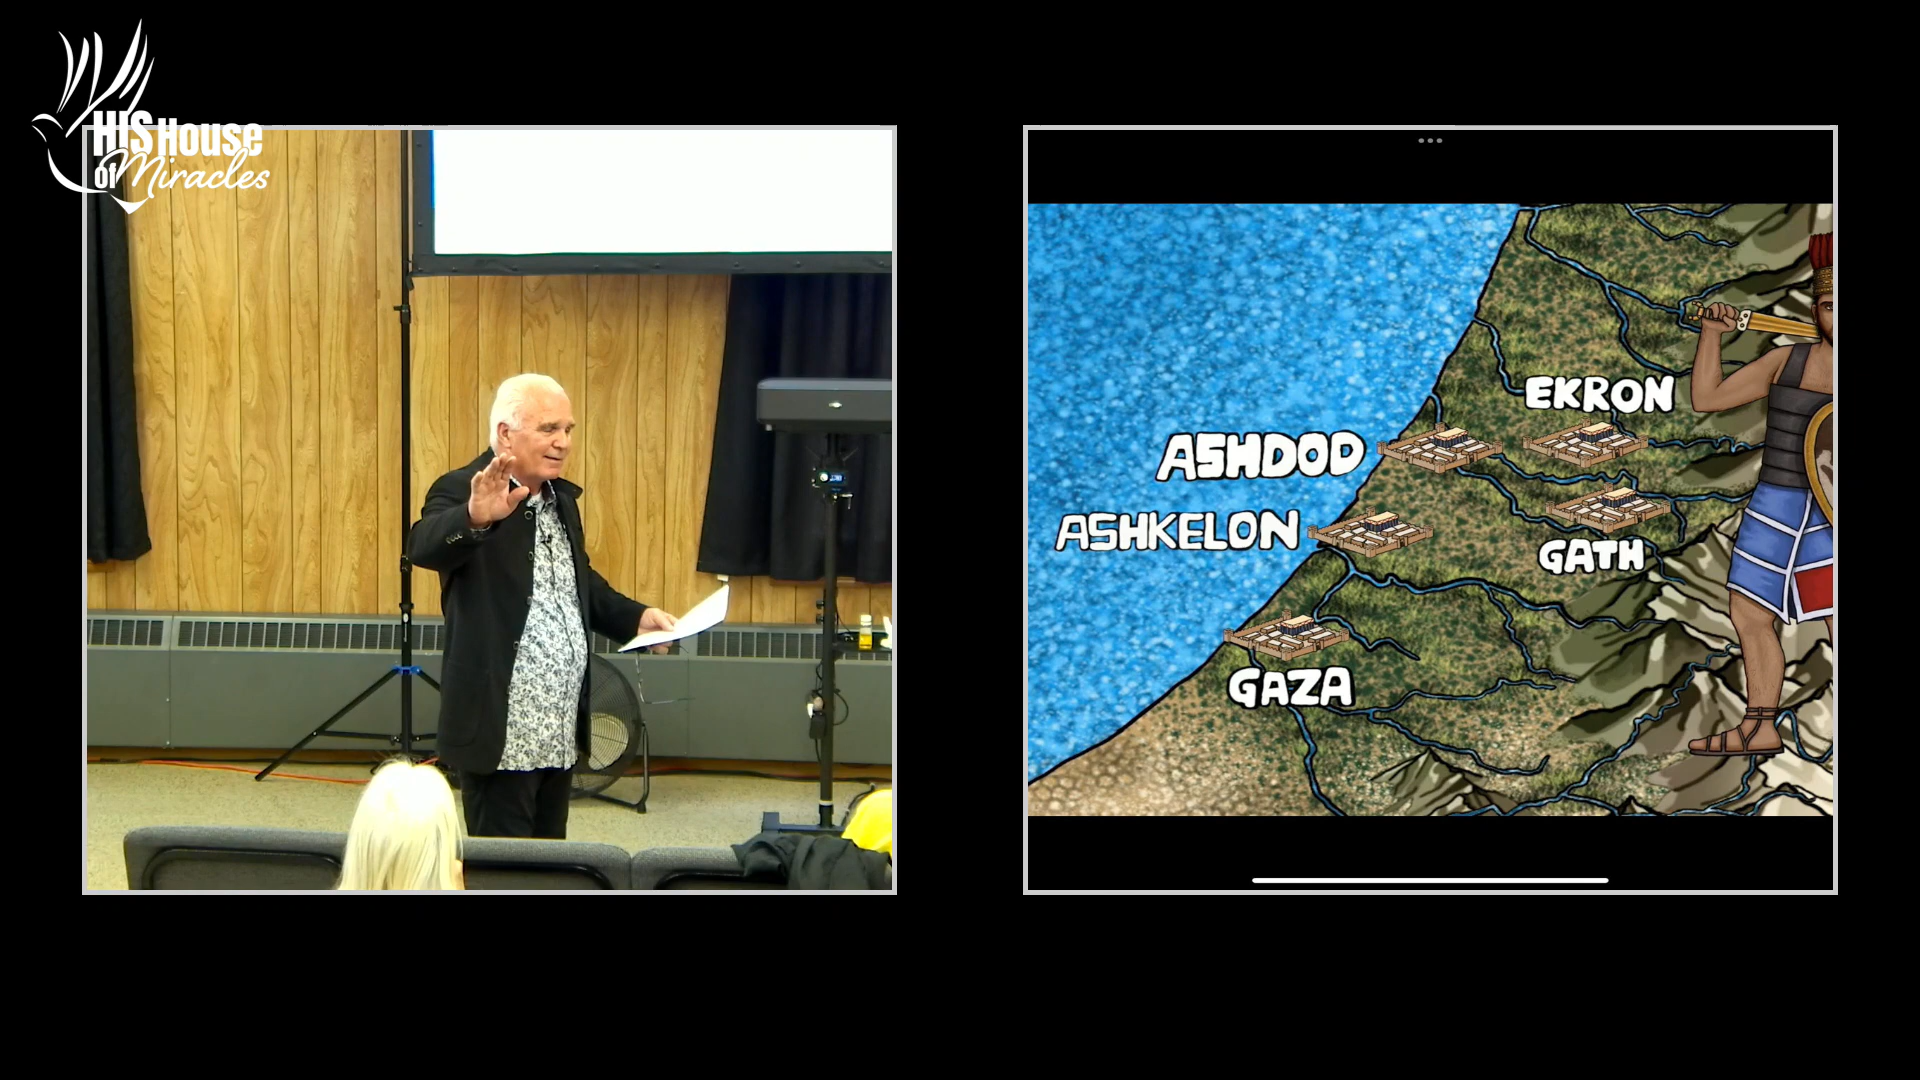 HIS House
of Miracles
EKRON
ASHDOD
ASHKELON
GATH
GAZA